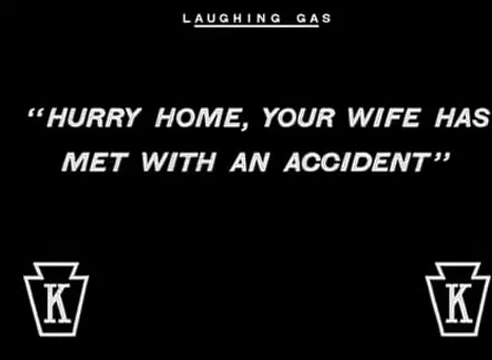 LAUGHING GAS
“HURRY HOME, YOUR WIFE HAS
MET WITH AN ACCIDENT”
K K